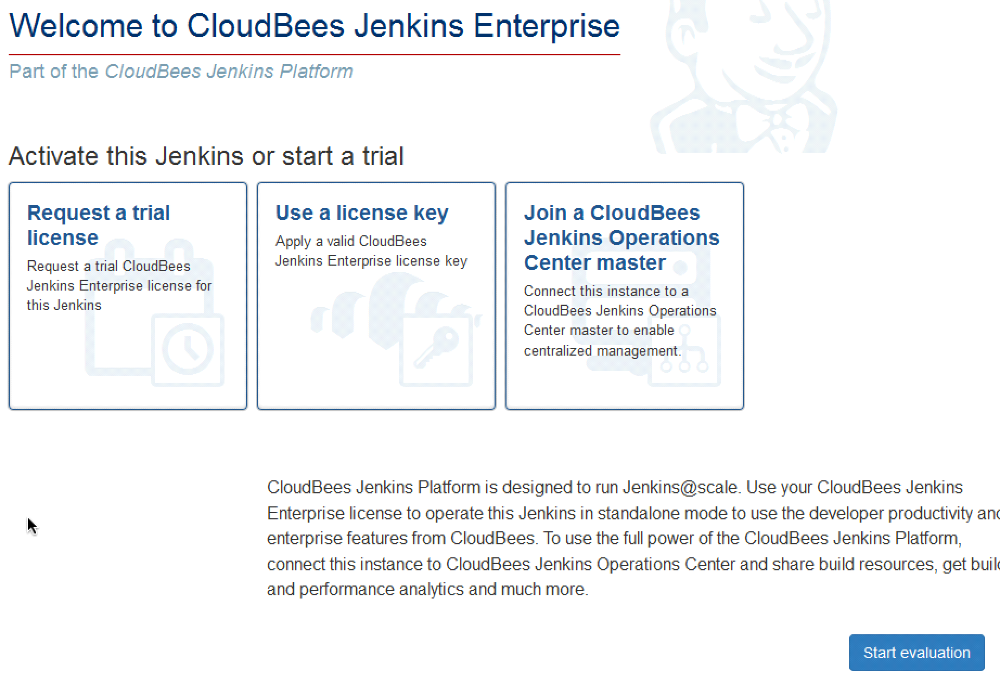 Welcome to CloudBees Jenkins Enterprise
Part of the CloudBees Jenkins Platform
Activate this Jenkins or start a trial
Request a trial
license
Request a trial CloudBees
Jenkins Enterprise license for
this Jenkins
Use a license key
Apply a valid CloudBees
Jenkins Enterprise license key
Join a CloudBees
Jenkins Operations
Center master
Connect this instance to a
CloudBees Jenkins Operations
Center master to enable
centralized management.
CloudBees Jenkins Platform is designed to run Jenkins@scale. Use your CloudBees Jenkins
Enterprise license to operate this Jenkins in standalone mode to use the developer productivity and
enterprise features from CloudBees. To use the full power of the CloudBees Jenkins Platform,
connect this instance to CloudBees Jenkins Operations Center and share build resources, get build
and performance analytics and much more.
Start evaluation